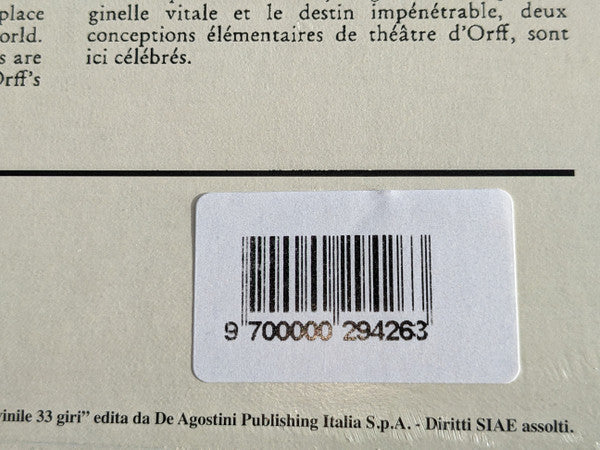 place
orld.
s are
Orff's
ginelle vitale et le destin impénétrable, deux
conceptions élémentaires de théâtre d'Orff, sont
ici célébrés.
9 700000 294263
vinile 33 giri" edita da De Agostini Publishing Italia S.p.A. - Diritti SIAE assolti.